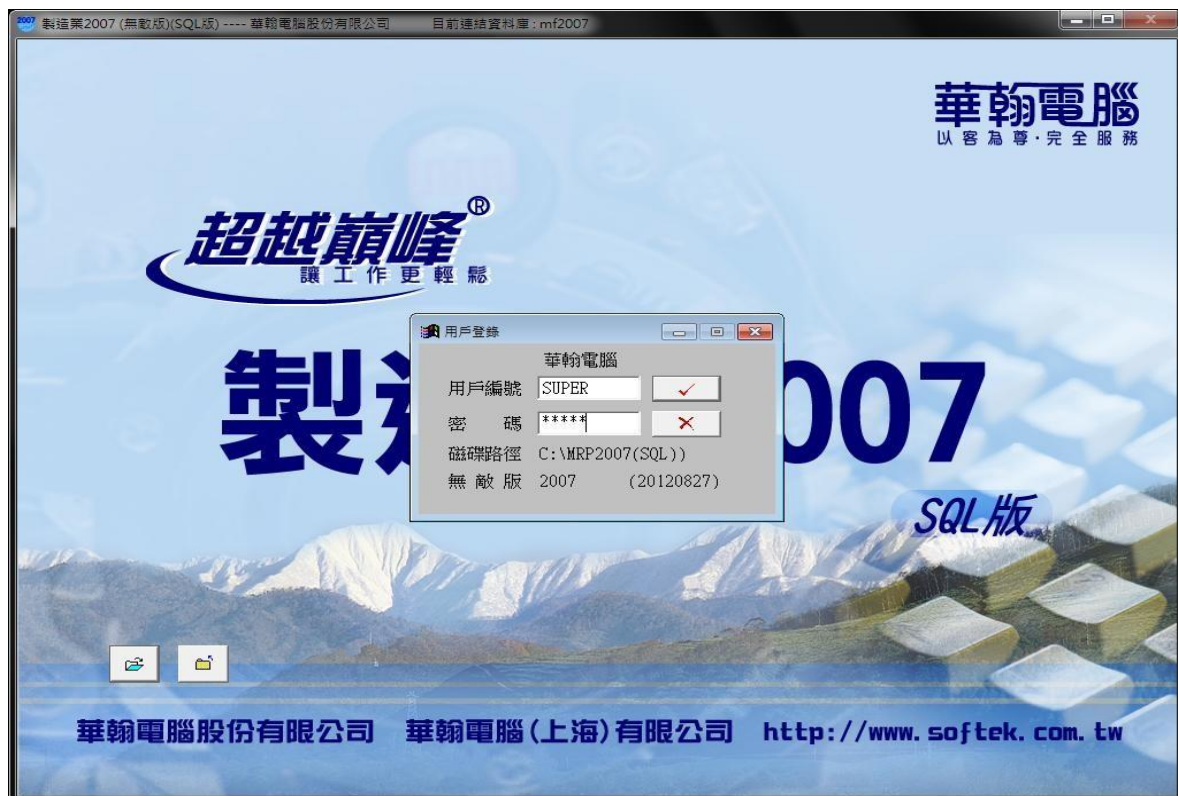 製造業2007 (無敵版)(SQL版) ---- 華翰電腦股份有限公司 目前連結資料庫 : mf2007
華翰電腦
以客為尊·完全服務
超越巔峰®
讓工作更輕鬆
用戶登錄
華翰電腦
用戶編號 SUPER
密 碼 *****
磁碟路徑 C:\MRP2007(SQL))
無敵版 2007 (20120827)
製 007
SQL版
華翰電腦股份有限公司 華翰電腦(上海)有限公司 http://www.softek.com.tw